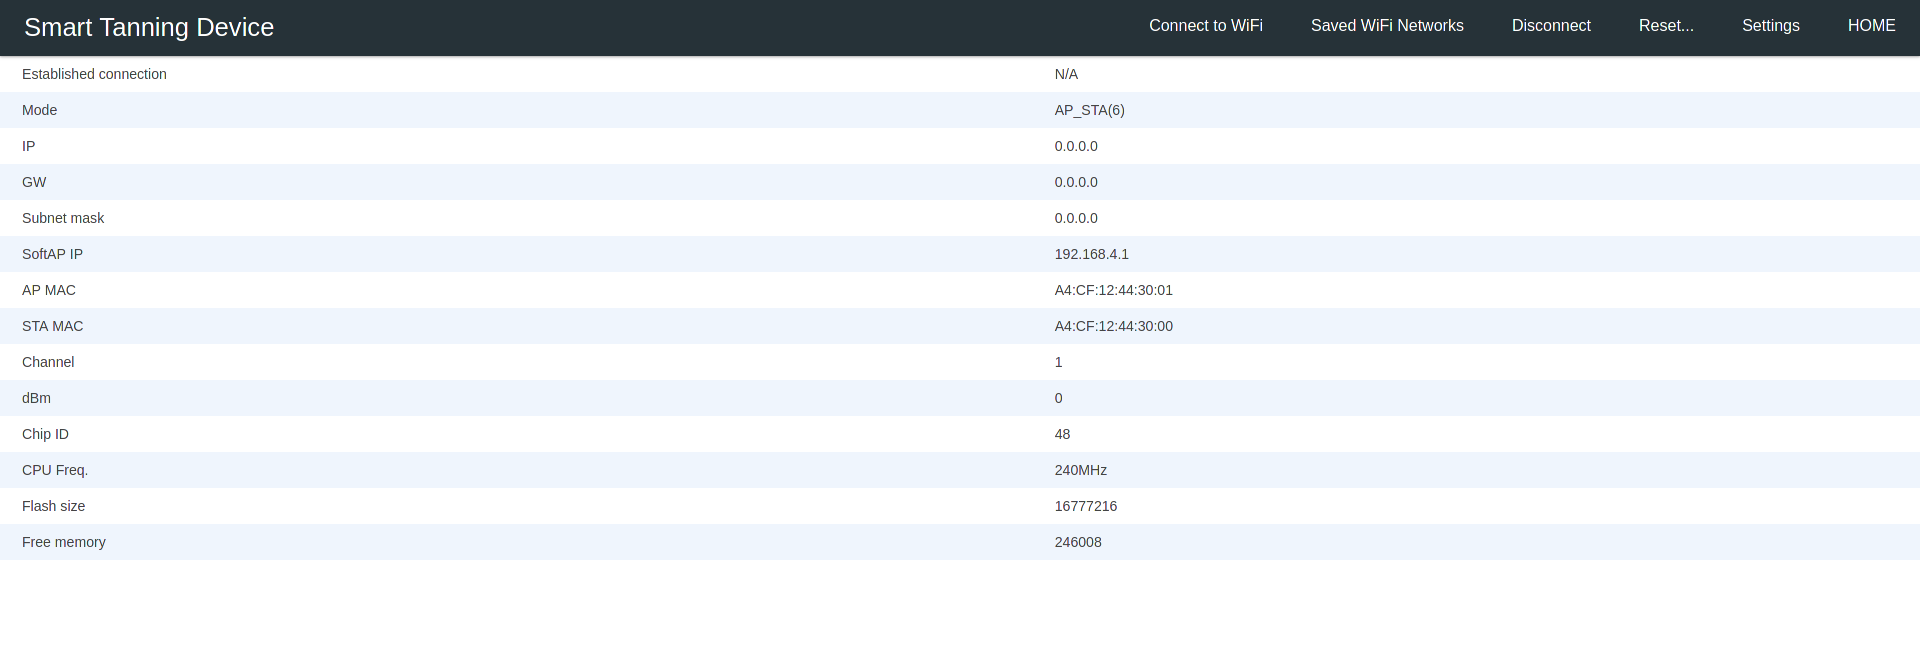 Smart Tanning Device Connect to WiFi Saved WiFi Networks Disconnect Reset... Settings HOME
Established connection N/A
Mode AP_STA(6)
IP 0.0.0.0
GW 0.0.0.0
Subnet mask 0.0.0.0
SoftAP IP 192.168.4.1
AP MAC A4:CF:12:44:30:01
STA MAC A4:CF:12:44:30:00
Channel 1
dBm 0
Chip ID 48
CPU Freq. 240MHz
Flash size 16777216
Free memory 246008